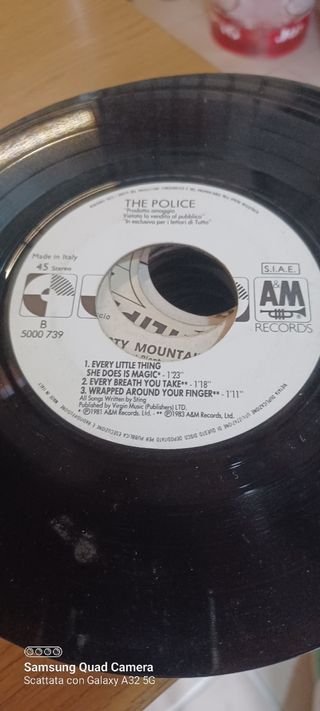 THE POLICE
"Prodotto omaggio
Vietata la vendita al pubblico"
"In esclusiva per i lettori di Tutto"
Made in Italy
45 Stereo
B
5000 739
S.I.A.E.
A&M
RECORDS
TY MOUNTAI
1. EVERY LITTLE THING
SHE DOES IS MAGIC* - 1'23"
2. EVERY BREATH YOU TAKE** - 1'18"
3. WRAPPED AROUND YOUR FINGER** - 1'11"
All Songs Written by Sting
Published by Virgin Music (Publishers) LTD.
* ℗1981 A&M Records. Ltd. - ** ℗1983 A&M Records. Ltd.
Samsung Quad Camera
Scattata con Galaxy A32 5G